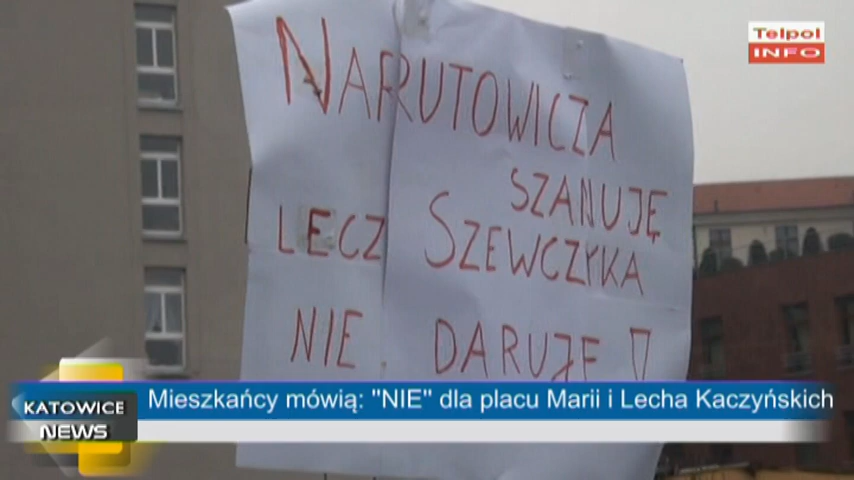 Telpol
INFO
NARUTOWICZA
SZANUJĘ
LECZ SZEWCZYKA
NIE DARUJĘ!
Mieszkańcy mówią: "NIE" dla placu Marii i Lecha Kaczyńskich
KATOWICE
NEWS